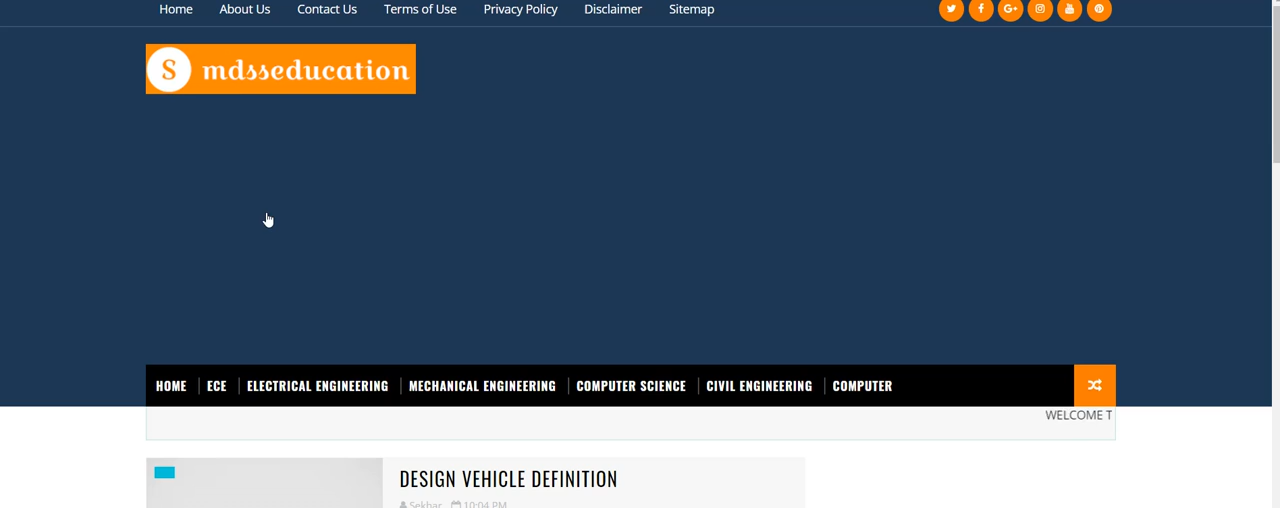 Home About Us Contact Us Terms of Use Privacy Policy Disclaimer Sitemap
S mdsseducation
HOME ECE ELECTRICAL ENGINEERING MECHANICAL ENGINEERING COMPUTER SCIENCE CIVIL ENGINEERING COMPUTER
WELCOME T
DESIGN VEHICLE DEFINITION
Sekhar 10:04 PM